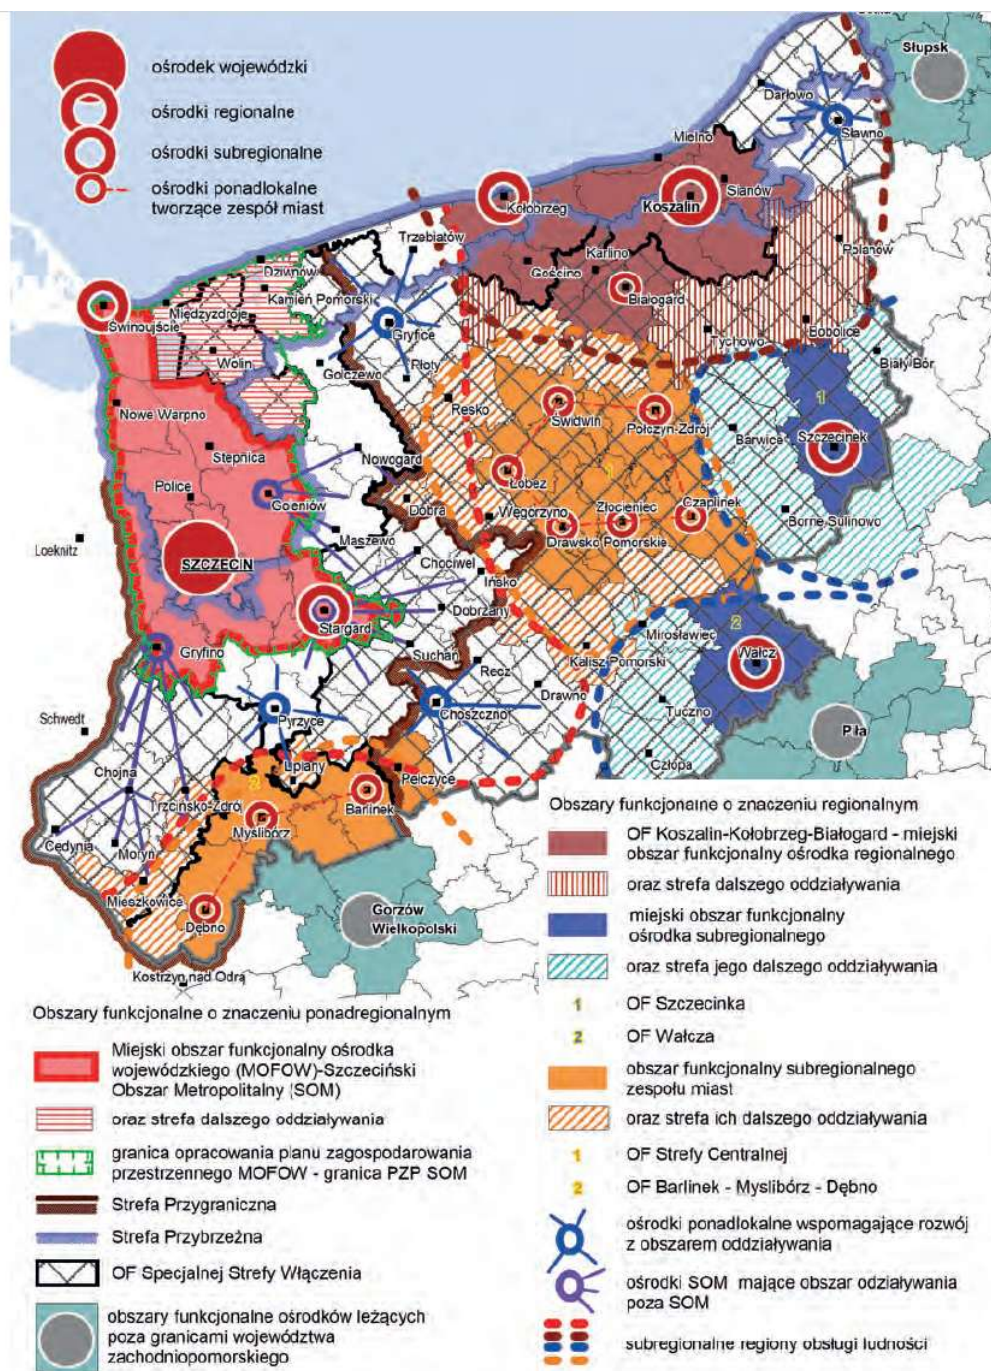 ośrodek wojewódzki
ośrodki regionalne
ośrodki subregionalne
ośrodki ponadlokalne
tworzące zespół miast
Słupsk
Darłowo
Sławno
Mielno
Sianów
Kołobrzeg
Koszalin
Polanów
Trzebiatów
Karlino
Gościno
Białogard
Dziwnów
Kamień Pomorski
Międzyzdroje
Świnoujście
Wolin
Gryfice
Golczewo
Płoty
Tychowo
Bobolice
Biały Bór
Resko
Świdwin
Połczyn-Zdrój
1
Barwice
Szczecinek
Nowe Warpno
Stepnica
Nowogard
Police
Goleniów
Dobra
Łobez
1
Węgorzyno
Złocieniec
Czaplinek
Drawsko Pomorskie
Borne Sulinowo
Maszewo
Loeknitz
Chociwel
Ińsko
SZCZECIN
Dobrzany
Stargard
2
Mirosławiec
Wałcz
Suchań
Gryfino
Recz
Kalisz Pomorski
Drawno
Tuczno
Schwedt
Pyrzyce
Choszczno
Piła
Człopa
Lipiany
Pełczyce
Chojna
2
Trzcińsko-Zdrój
Barlinek
Myślibórz
Cedynia
Moryń
Mieszkowice
Dębno
Gorzów
Wielkopolski
Kostrzyn nad Odrą
Obszary funkcjonalne o znaczeniu regionalnym
OF Koszalin-Kołobrzeg-Białogard - miejski
obszar funkcjonalny ośrodka regionalnego
oraz strefa dalszego oddziaływania
miejski obszar funkcjonalny
ośrodka subregionalnego
oraz strefa jego dalszego oddziaływania
1 OF Szczecinka
2 OF Wałcza
obszar funkcjonalny subregionalnego
zespołu miast
oraz strefa ich dalszego oddziaływania
1 OF Strefy Centralnej
2 OF Barlinek - Myslibórz - Dębno
ośrodki ponadlokalne wspomagające rozwój
z obszarem oddziaływania
ośrodki SOM mające obszar odziaływania
poza SOM
subregionalne regiony obsługi ludności
Obszary funkcjonalne o znaczeniu ponadregionalnym
Miejski obszar funkcjonalny ośrodka
wojewódzkiego (MOFOW)-Szczeciński
Obszar Metropolitalny (SOM)
oraz strefa dalszego oddziaływania
granica opracowania planu zagospodarowania
przestrzennego MOFOW - granica PZP SOM
Strefa Przygraniczna
Strefa Przybrzeżna
OF Specjalnej Strefy Włączenia
obszary funkcjonalne ośrodków leżących
poza granicami województwa
zachodniopomorskiego